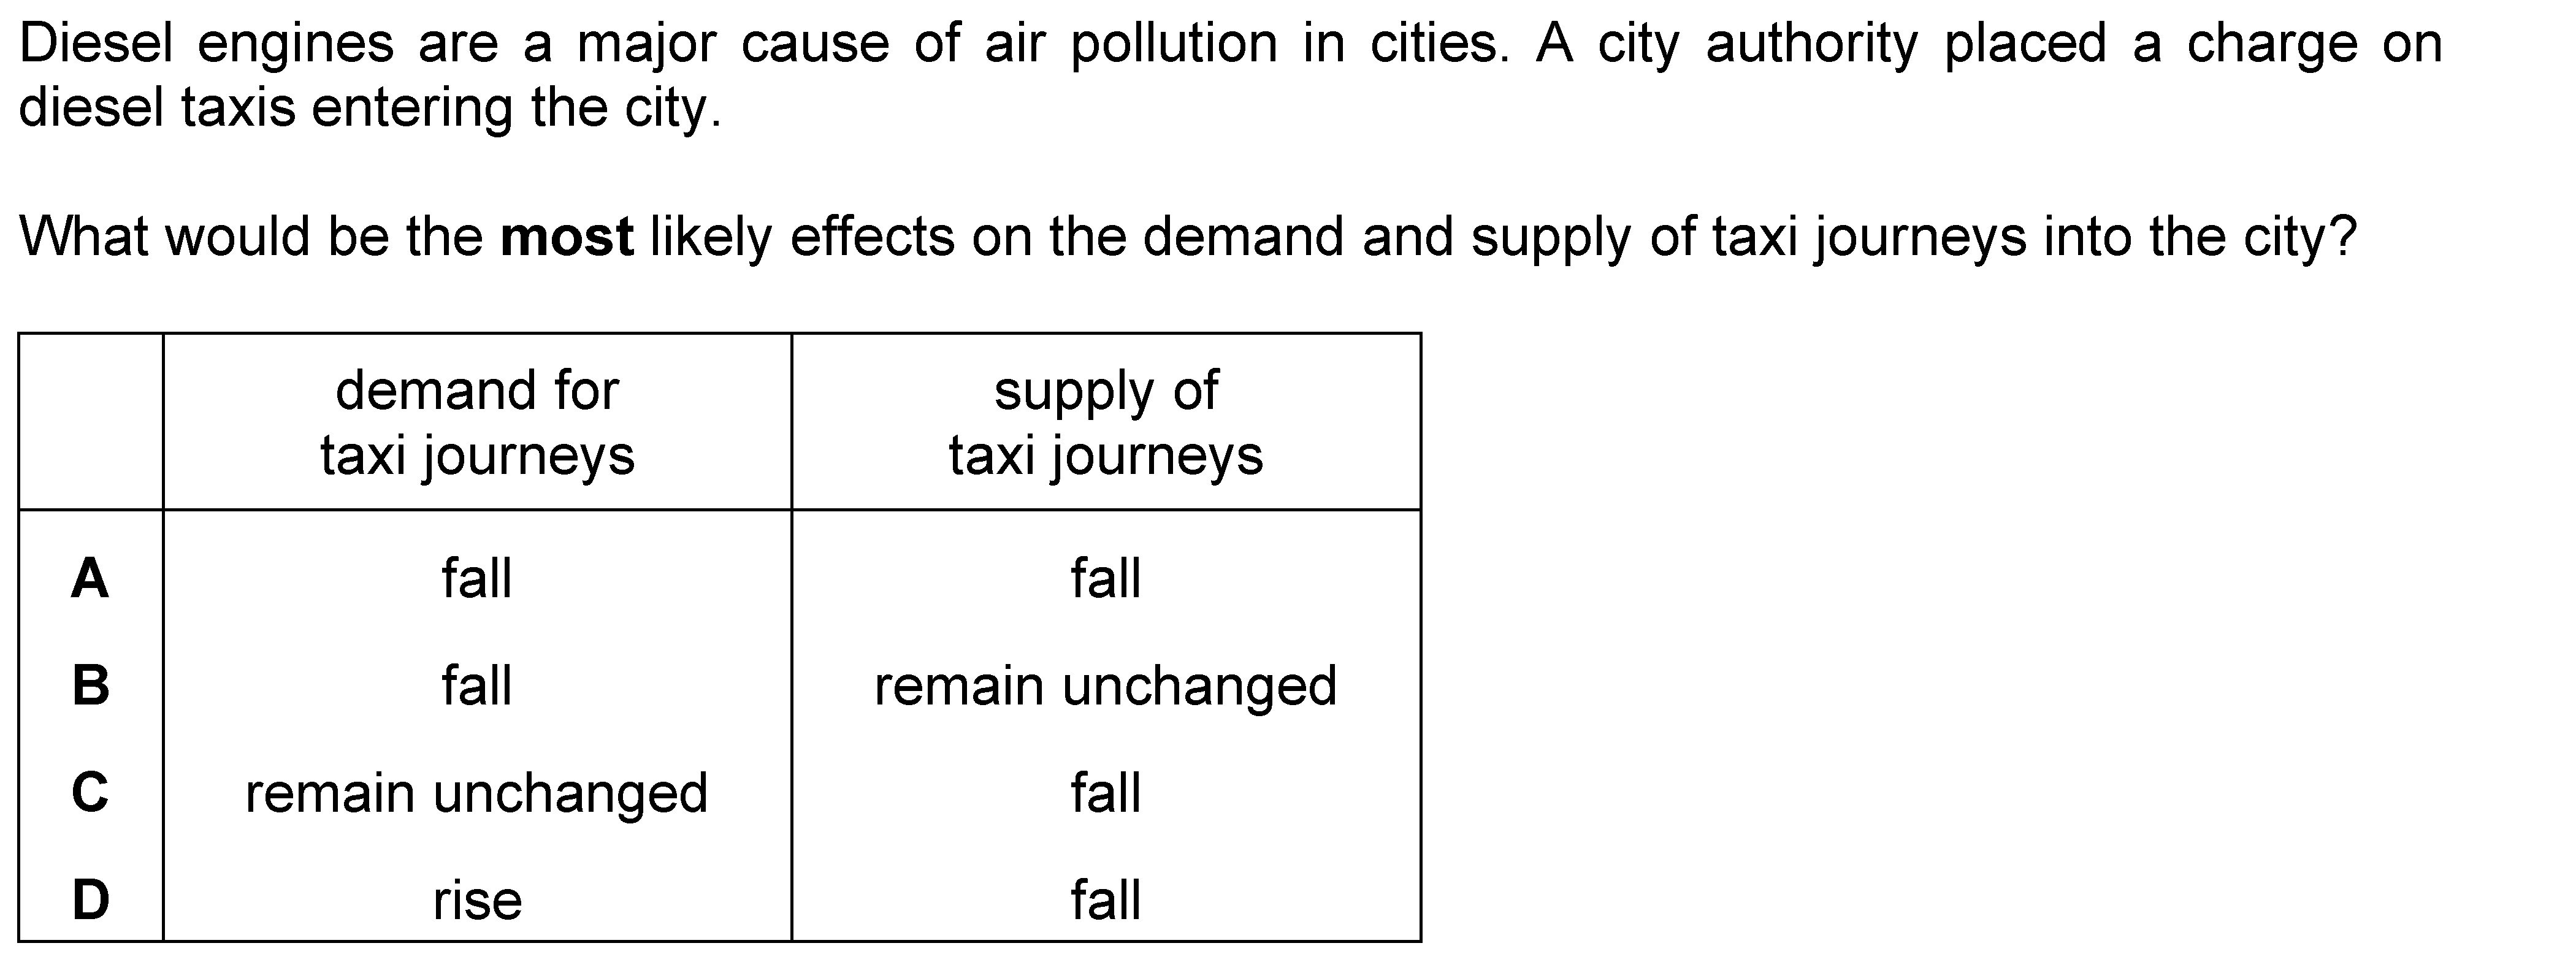 Diesel engines are a major cause of air pollution in cities. A city authority placed a charge on
diesel taxis entering the city.
What would be the most likely effects on the demand and supply of taxi journeys into the city?
demand for taxi journeys supply of taxi journeys
A fall fall
B fall remain unchanged
C remain unchanged fall
D rise fall